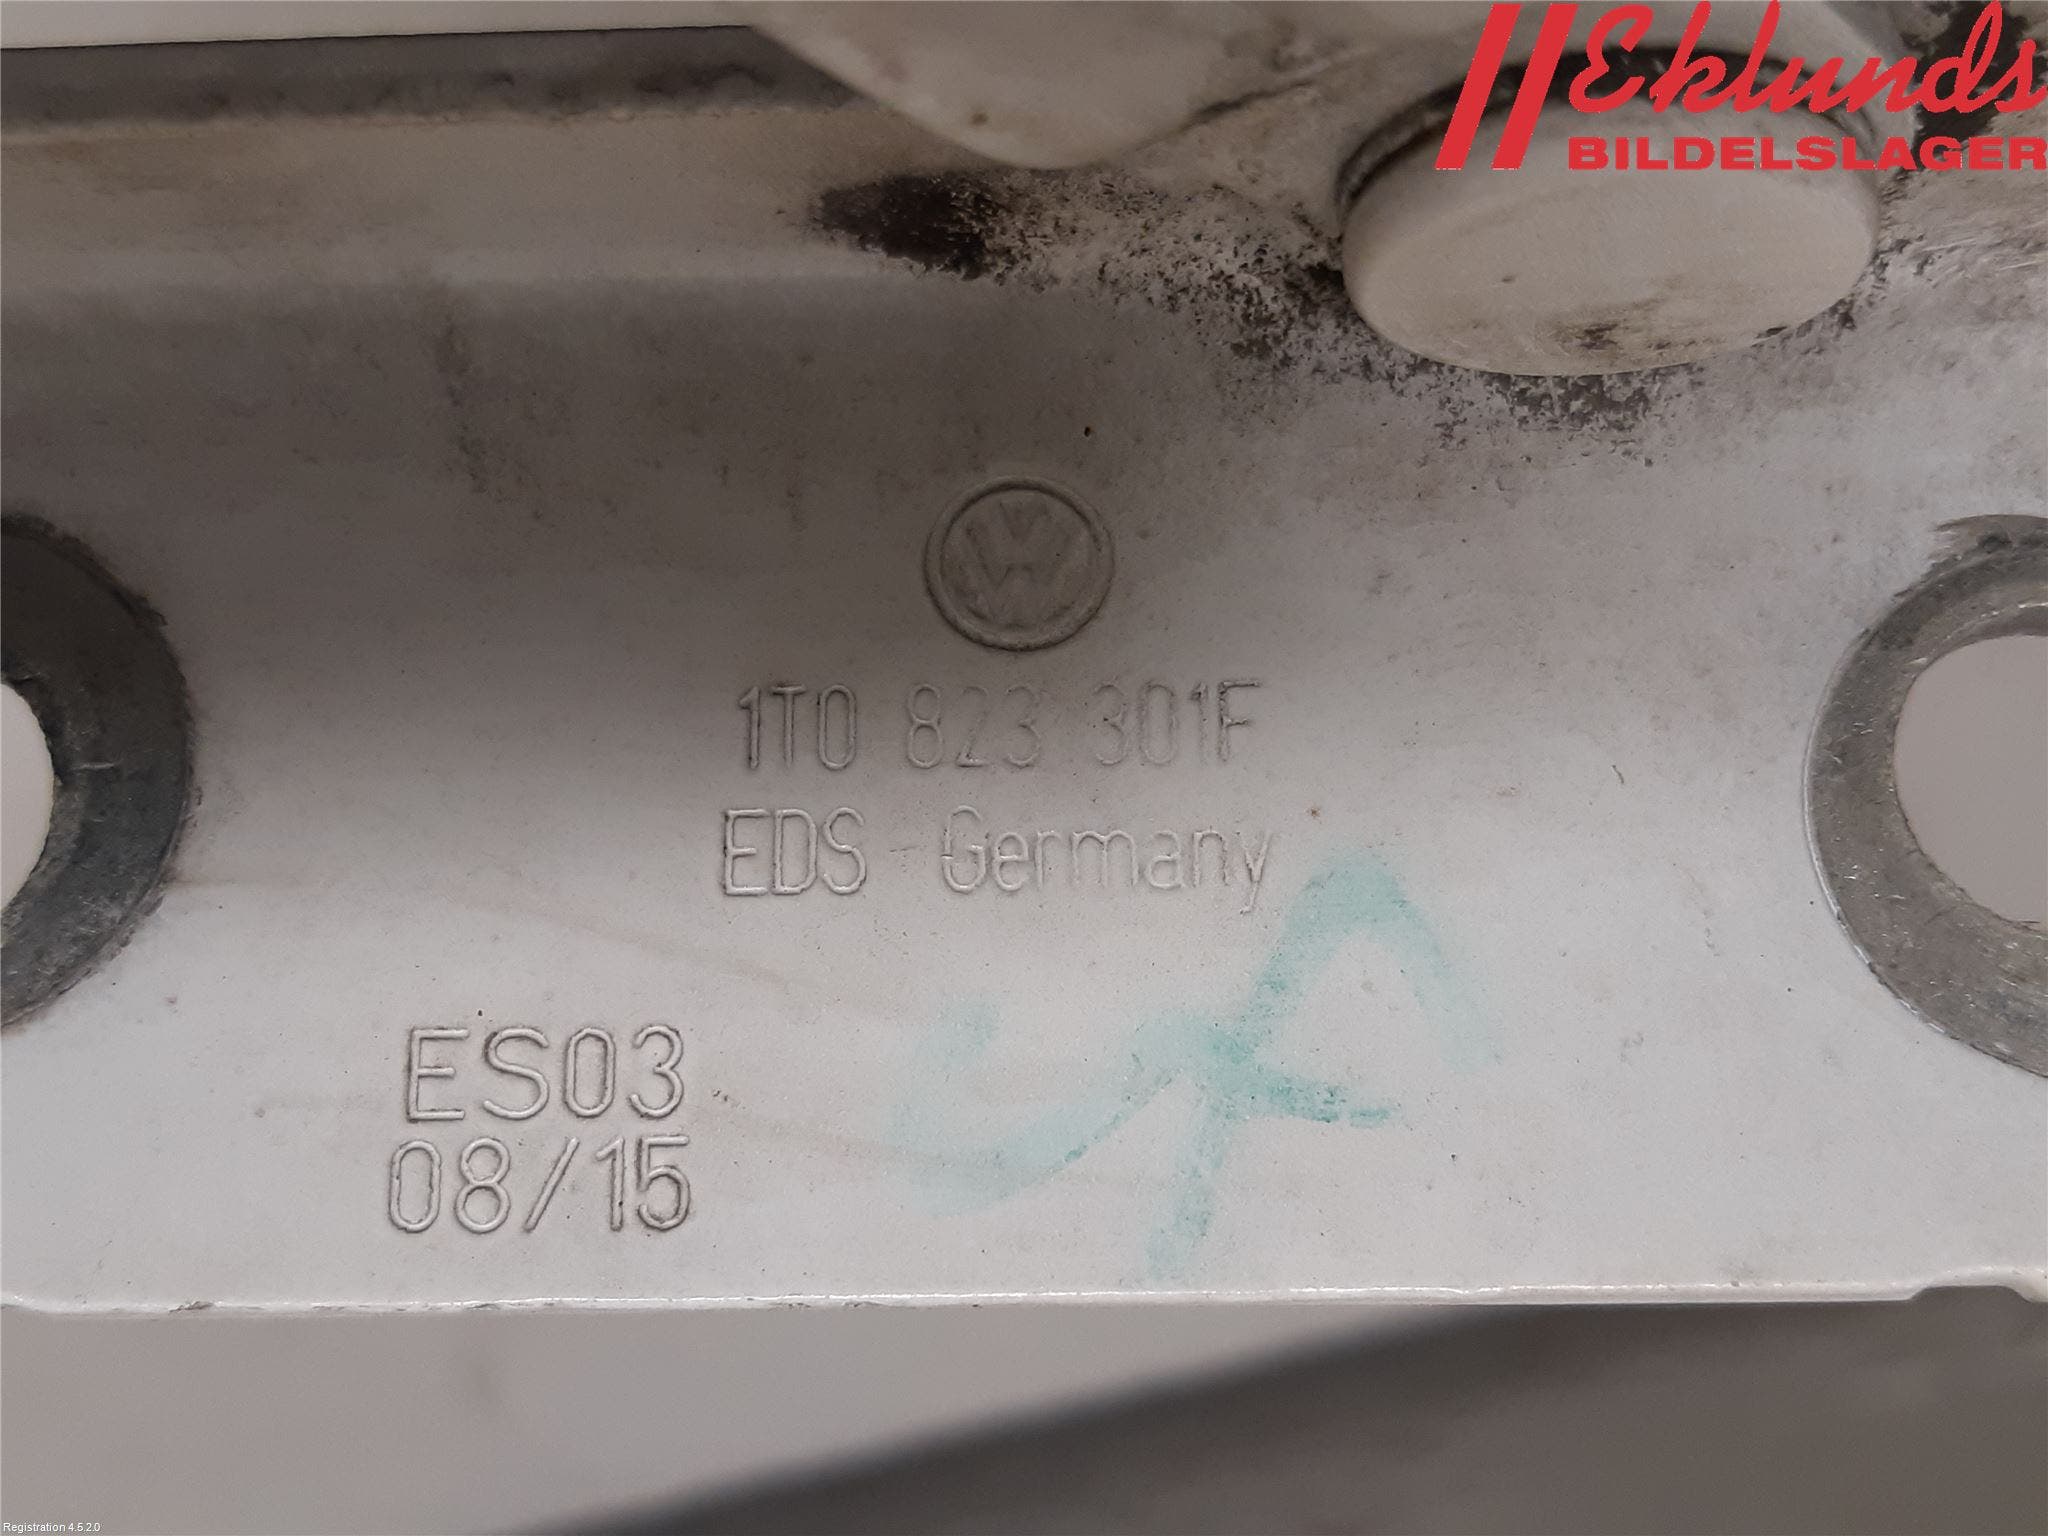 Eklunds
BILDELSLAGER
1T0 823 301F
EDS Germany
ES03
08/15
Registration 4.5.2.0